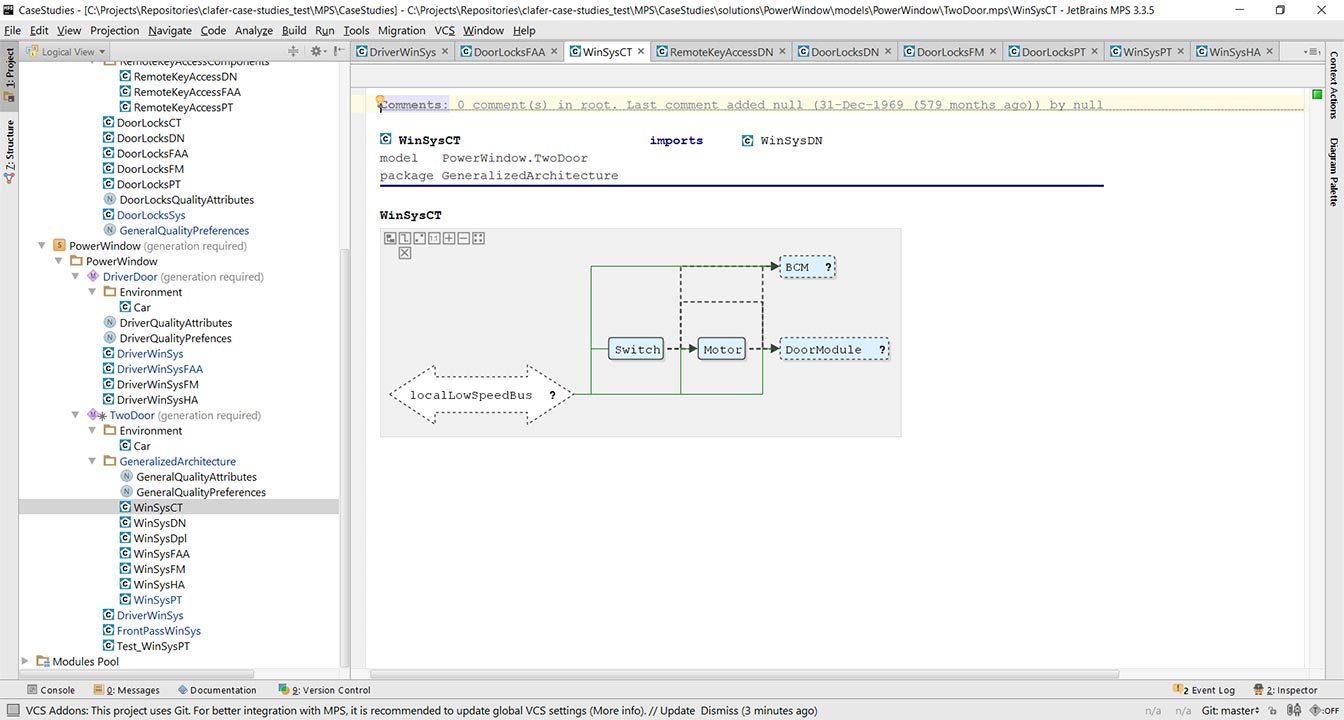 CaseStudies - [C:\Projects\Repositories\clafer-case-studies_test\MPS\CaseStudies] - C:\Projects\Repositories\clafer-case-studies_test\MPS\CaseStudies\solutions\PowerWindow\models\PowerWindow\TwoDoor.mps\WinSysCT - JetBrains MPS 3.3.5
File Edit View Projection Navigate Code Analyze Build Run Tools Migration VCS Window Help
1: Project
Z: Structure
Logical View
DriverWinSys DoorLocksFAA WinSysCT RemoteKeyAccessDN DoorLocksDN DoorLocksFM DoorLocksPT WinSysPT WinSysHA
Context Actions
Diagram Palette
RemoteKeyAccessComponents
RemoteKeyAccessDN
RemoteKeyAccessFAA
RemoteKeyAccessPT
DoorLocksCT
DoorLocksDN
DoorLocksFAA
DoorLocksFM
DoorLocksPT
DoorLocksQualityAttributes
DoorLocksSys
GeneralQualityPreferences
PowerWindow (generation required)
PowerWindow
DriverDoor (generation required)
Environment
Car
DriverQualityAttributes
DriverQualityPrefences
DriverWinSys
DriverWinSysFAA
DriverWinSysFM
DriverWinSysHA
TwoDoor (generation required)
Environment
Car
GeneralizedArchitecture
GeneralQualityAttributes
GeneralQualityPreferences
WinSysCT
WinSysDN
WinSysDpl
WinSysFAA
WinSysFM
WinSysHA
WinSysPT
DriverWinSys
FrontPassWinSys
Test_WinSysPT
Modules Pool
Comments: 0 comment(s) in root. Last comment added null (31-Dec-1969 (579 months ago)) by null
WinSysCT imports WinSysDN
model PowerWindow.TwoDoor
package GeneralizedArchitecture
WinSysCT
BCM ?
Switch Motor DoorModule ?
localLowSpeedBus ?
Console 0: Messages Documentation 9: Version Control 2 Event Log 2: Inspector
VCS Addons: This project uses Git. For better integration with MPS, it is recommended to update global VCS settings (More info). // Update Dismiss (3 minutes ago) n/a n/a Git: master T:OFF